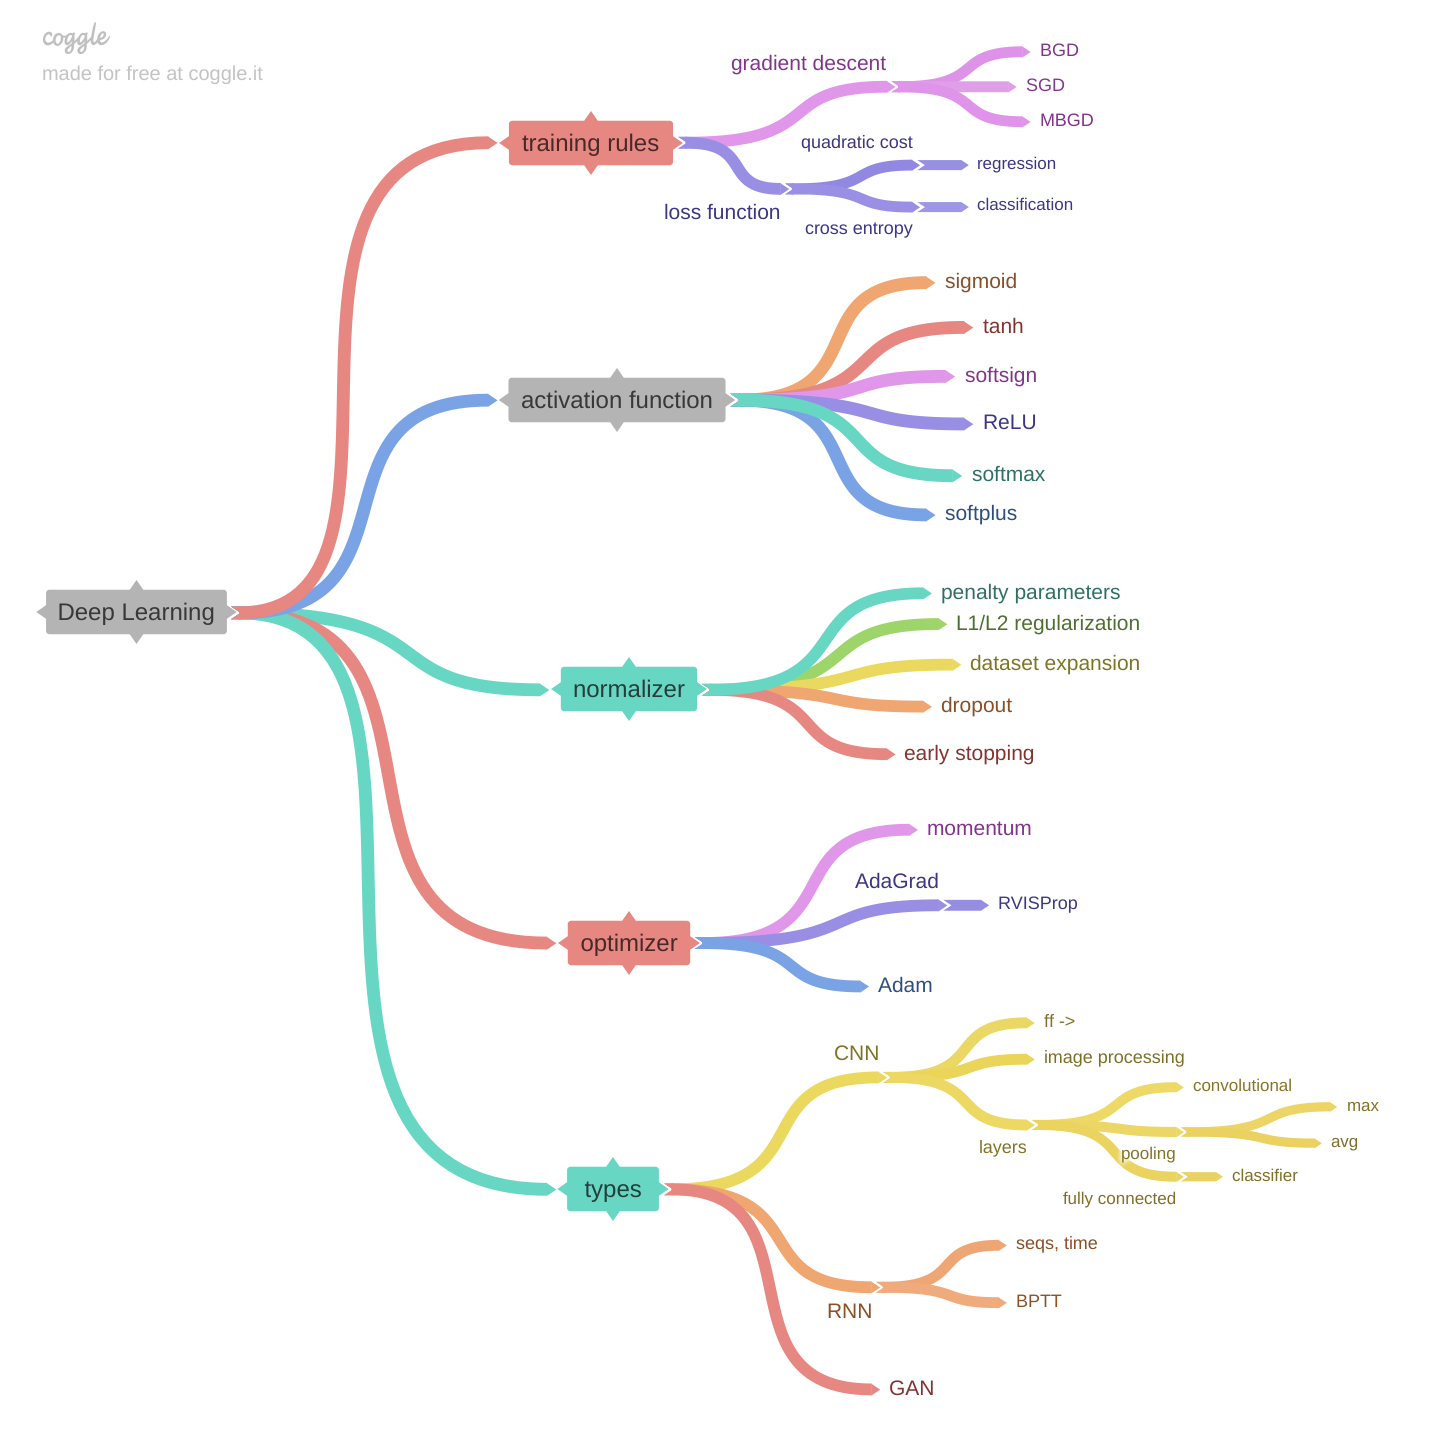 coggle
made for free at coggle.it
Deep Learning
training rules
gradient descent
BGD
SGD
MBGD
loss function
quadratic cost
regression
cross entropy
classification
activation function
sigmoid
tanh
softsign
ReLU
softmax
softplus
normalizer
penalty parameters
L1/L2 regularization
dataset expansion
dropout
early stopping
optimizer
momentum
AdaGrad
RVISProp
Adam
types
CNN
ff ->
image processing
layers
convolutional
pooling
max
avg
fully connected
classifier
RNN
seqs, time
BPTT
GAN